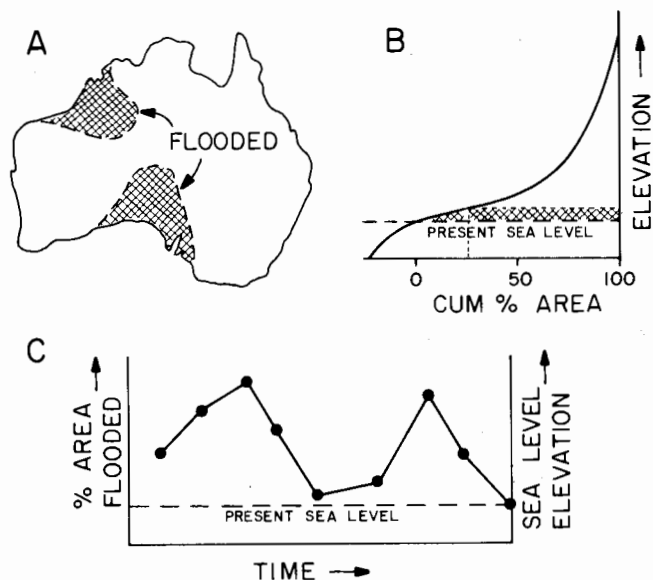 A
FLOODED
B
ELEVATION
PRESENT SEA LEVEL
0 50 100
CUM % AREA
C
% AREA
FLOODED
PRESENT SEA LEVEL
SEA LEVEL
ELEVATION
TIME